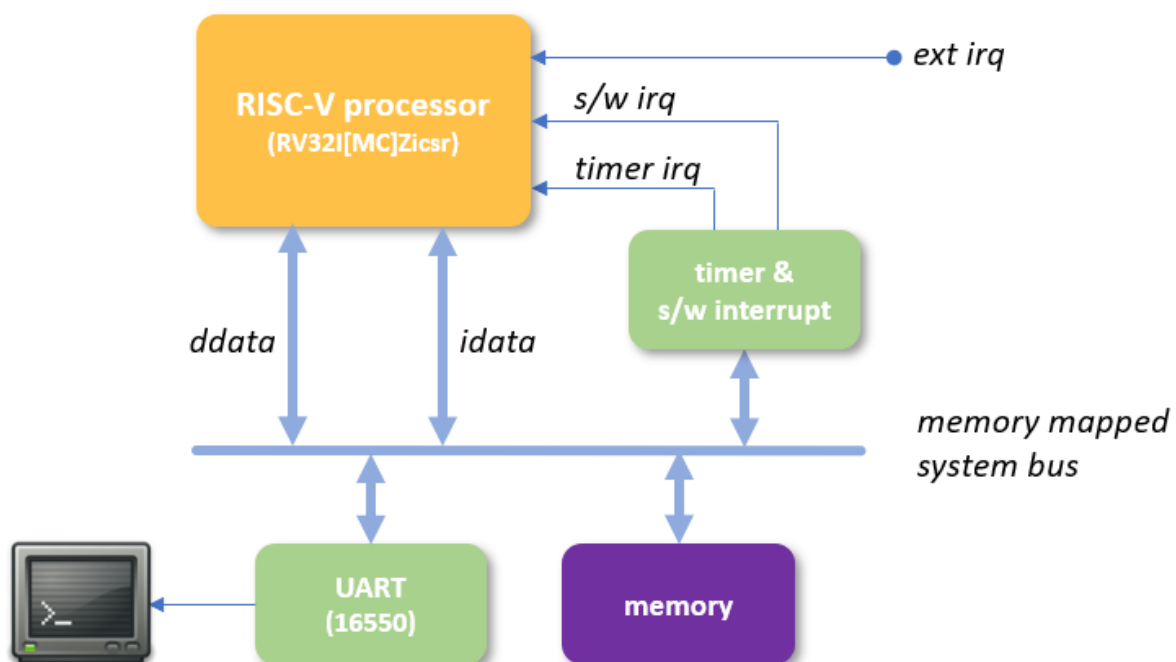 RISC-V processor
(RV32I[MC]Zicsr)
ext irq
s/w irq
timer irq
timer &
s/w interrupt
ddata
idata
memory mapped
system bus
UART
(16550)
memory
>_